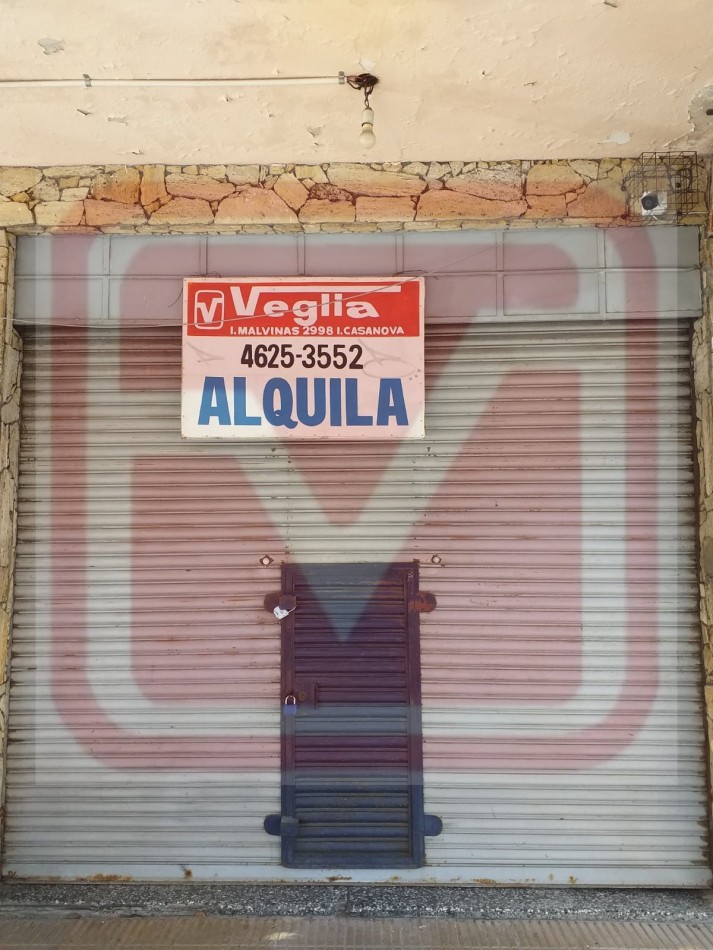 V Veglia
I. MALVINAS 2998 I. CASANOVA
4625-3552
ALQUILA